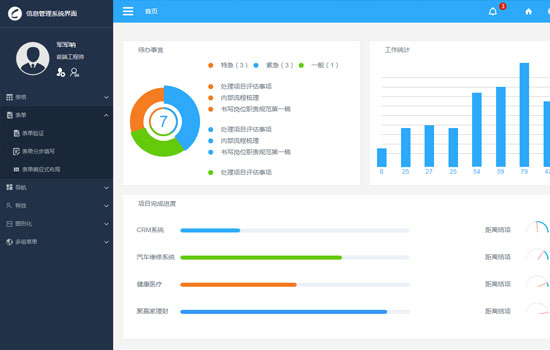 信息管理系统界面
首页
3
军军呐
前端工程师
表格
表单
表单验证
表单分步填写
表单响应式布局
导航
特效
图形化
多级菜单
待办事宜
特急（3） 紧急（3） 一般（1）
7
处理项目评估事项
内部流程梳理
书写岗位职责规范第一稿
处理项目评估事项
内部流程梳理
书写岗位职责规范第一稿
处理项目评估事项
工作统计
8 25 27 25 54 59 79
项目完成进度
CRM系统 距离结项
汽车维修系统 距离结项
健康医疗 距离结项
理财 距离结项